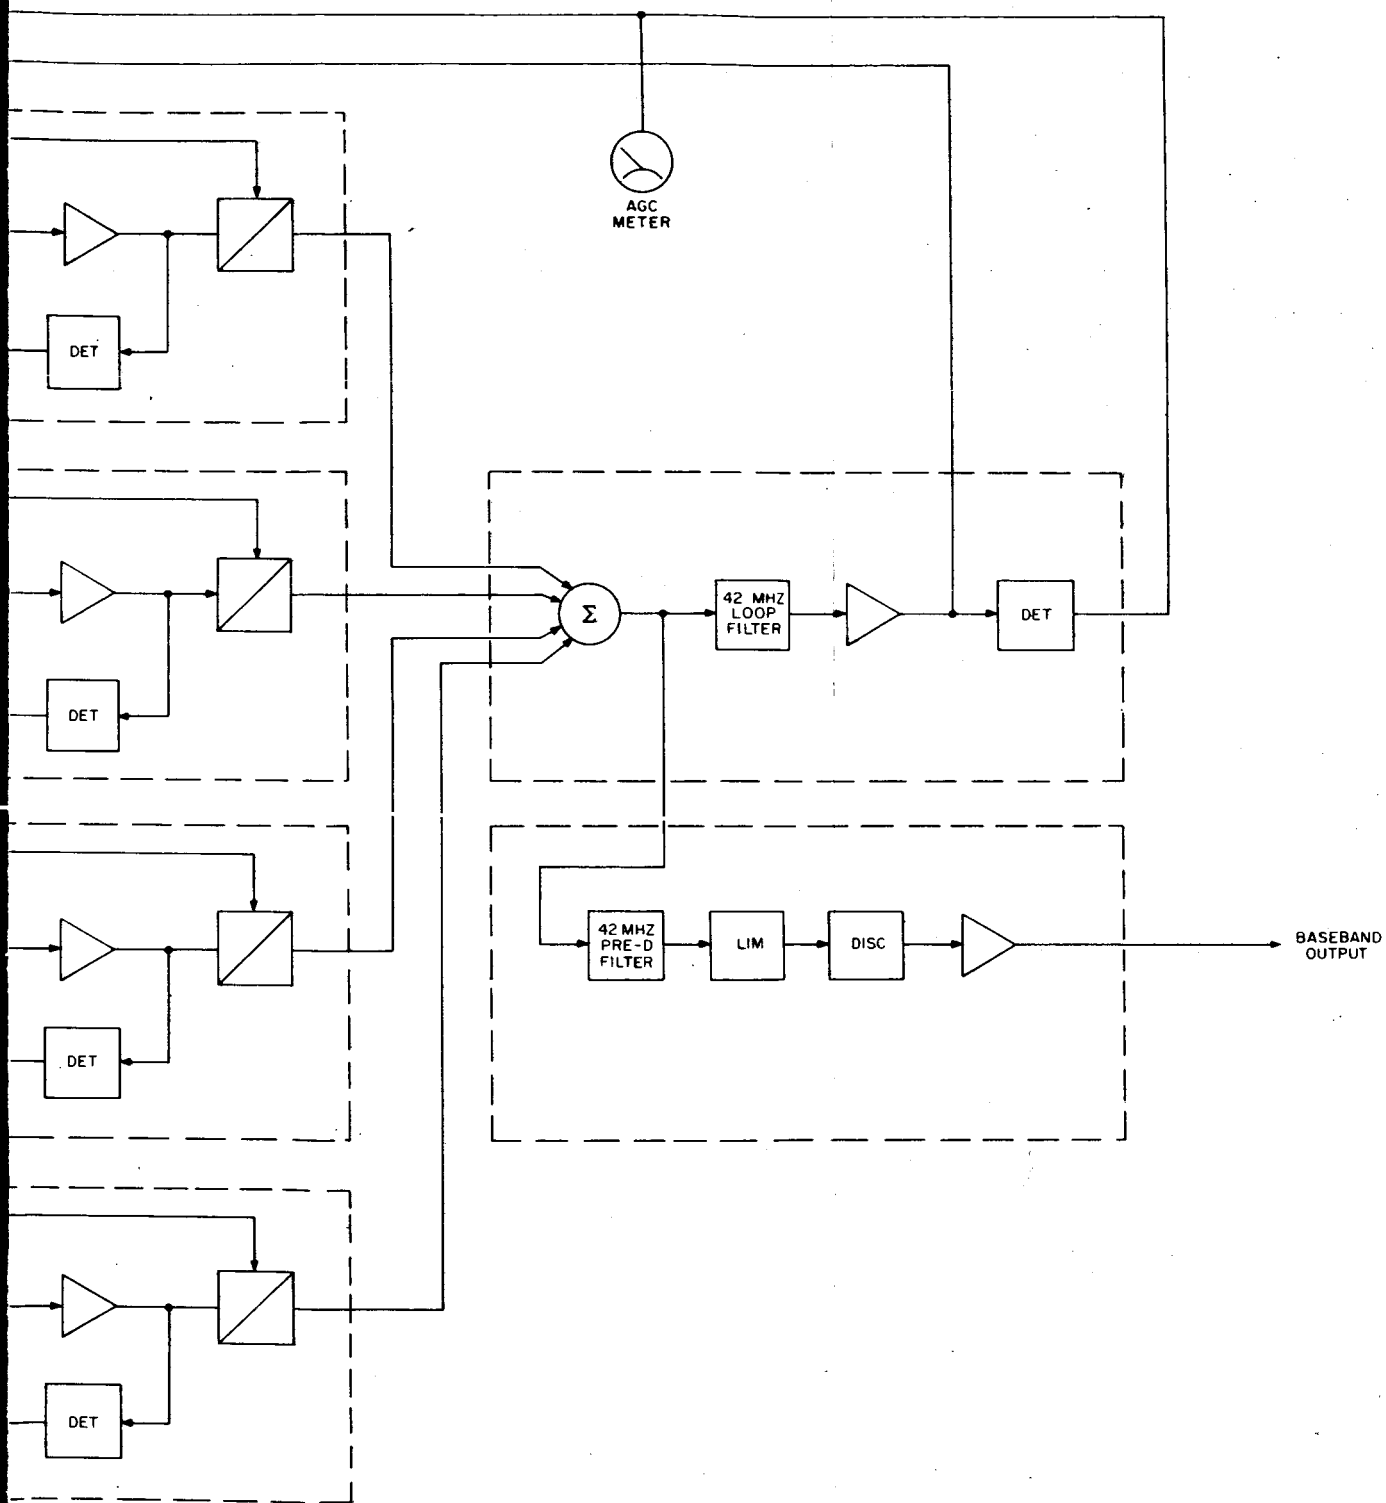 AGC
METER
DET
DET
Σ
42 MHZ
LOOP
FILTER
DET
42 MHZ
PRE-D
FILTER
LIM
DISC
BASEBAND
OUTPUT
DET
DET